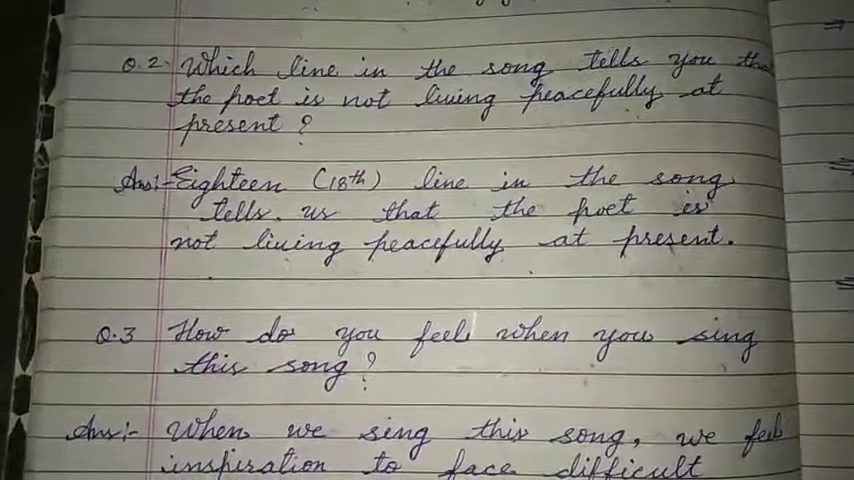 Q.2. Which line in the song tells you tha
the poet is not living peacefully at
present ?
Ans:- Eighteen (18th) line in the song
tells us that the poet is
not living peacefully at present.
Q.3 How do you feel when you sing
this song?
Ans:- When we sing this song, we feel
inspiration to face difficult